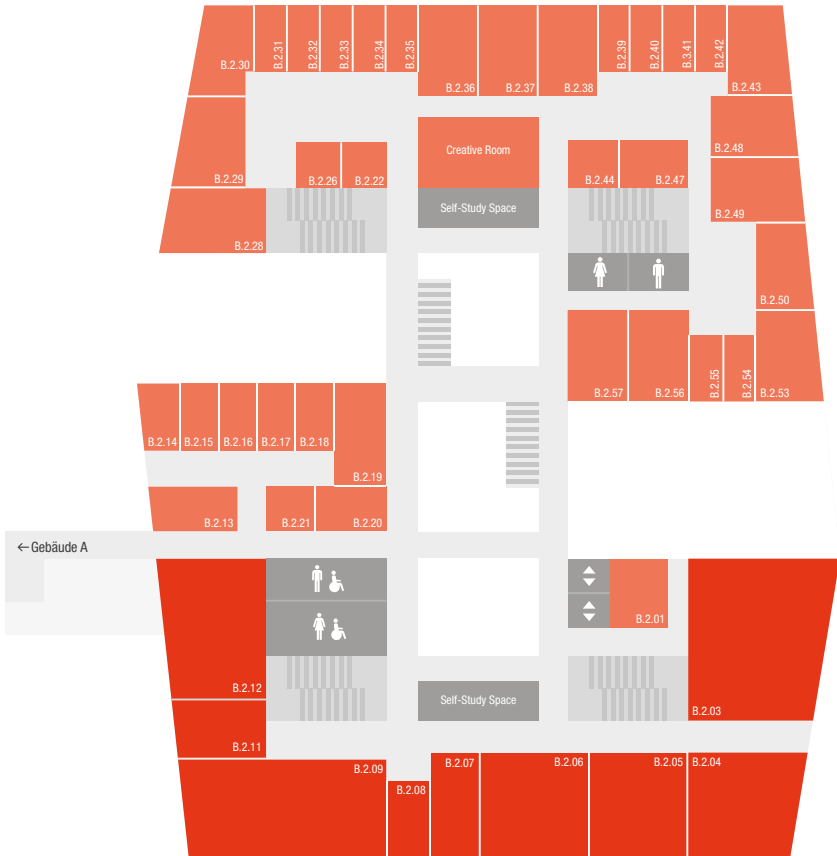 B.2.30
B.2.31
B.2.32
B.2.33
B.2.34
B.2.35
B.2.36
B.2.37
B.2.38
B.2.39
B.2.40
B.3.41
B.2.42
B.2.43
B.2.29
B.2.26
B.2.22
Creative Room
B.2.44
B.2.47
B.2.48
B.2.28
Self-Study Space
B.2.49
B.2.50
B.2.57
B.2.56
B.2.55
B.2.54
B.2.53
B.2.14
B.2.15
B.2.16
B.2.17
B.2.18
B.2.19
B.2.13
B.2.21
B.2.20
←Gebäude A
B.2.01
B.2.12
Self-Study Space
B.2.03
B.2.11
B.2.09
B.2.08
B.2.07
B.2.06
B.2.05
B.2.04